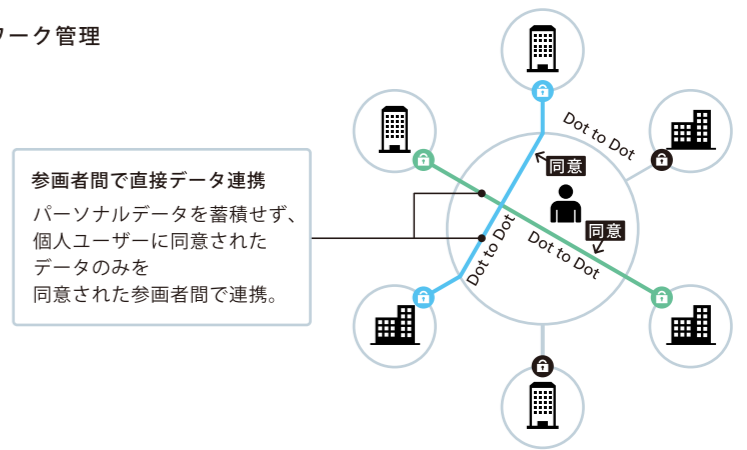 ワーク管理
Dot to Dot
同意
参画者間で直接データ連携
パーソナルデータを蓄積せず、
個人ユーザーに同意された
データのみを
同意された参画者間で連携。
同意
Dot to Dot
Dot to Dot